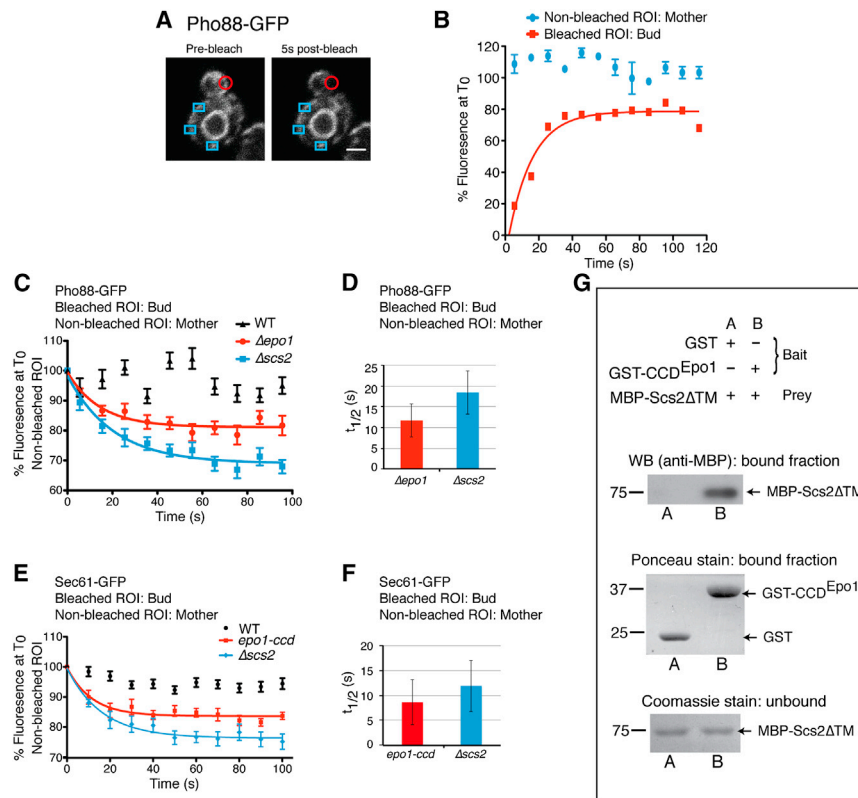 A Pho88-GFP
Pre-bleach 5s post-bleach
B
Non-bleached ROI: Mother
Bleached ROI: Bud
% Fluoresence at T0
120
100
80
60
40
20
0
0 20 40 60 80 100 120
Time (s)
C
Pho88-GFP
Bleached ROI: Bud
Non-bleached ROI: Mother
WT
Δepo1
Δscs2
% Fluoresence at T0
Non-bleached ROI
110
100
90
80
70
60
0 20 40 60 80 100
Time (s)
D
Pho88-GFP
Bleached ROI: Bud
Non-bleached ROI: Mother
t1/2 (s)
25
20
15
10
5
0
Δepo1 Δscs2
E
Sec61-GFP
Bleached ROI: Bud
Non-bleached ROI: Mother
WT
epo1-ccd
Δscs2
% Fluoresence at T0
Non-bleached ROI
110
100
90
80
70
0 20 40 60 80 100
Time (s)
F
Sec61-GFP
Bleached ROI: Bud
Non-bleached ROI: Mother
t1/2 (s)
20
15
10
5
0
epo1-ccd Δscs2
G
A B
GST + −
GST-CCDEpo1 − +
Bait
MBP-Scs2ΔTM + + Prey
WB (anti-MBP): bound fraction
75 MBP-Scs2ΔTM
A B
Ponceau stain: bound fraction
37 GST-CCDEpo1
25 GST
A B
Coomassie stain: unbound
75 MBP-Scs2ΔTM
A B